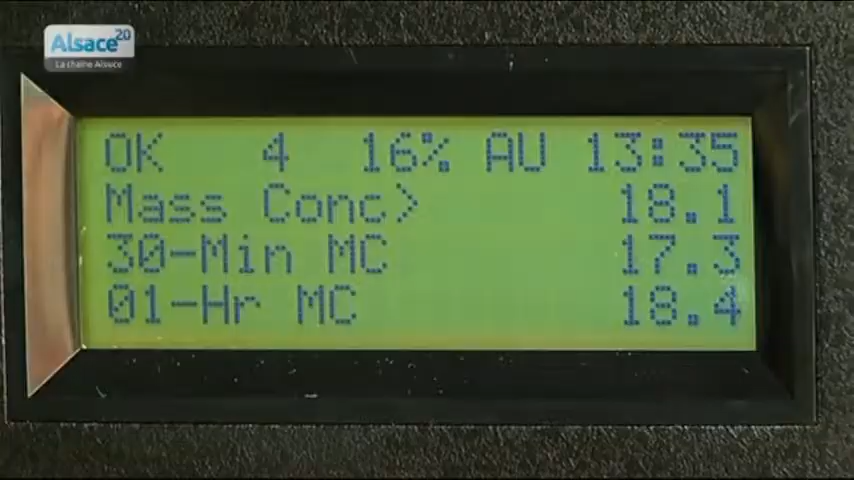 Alsace20
La chaîne Alsace
OK 4 16% AU 13:35
Mass Conc> 18.1
30-Min MC 17.3
01-Hr MC 18.4